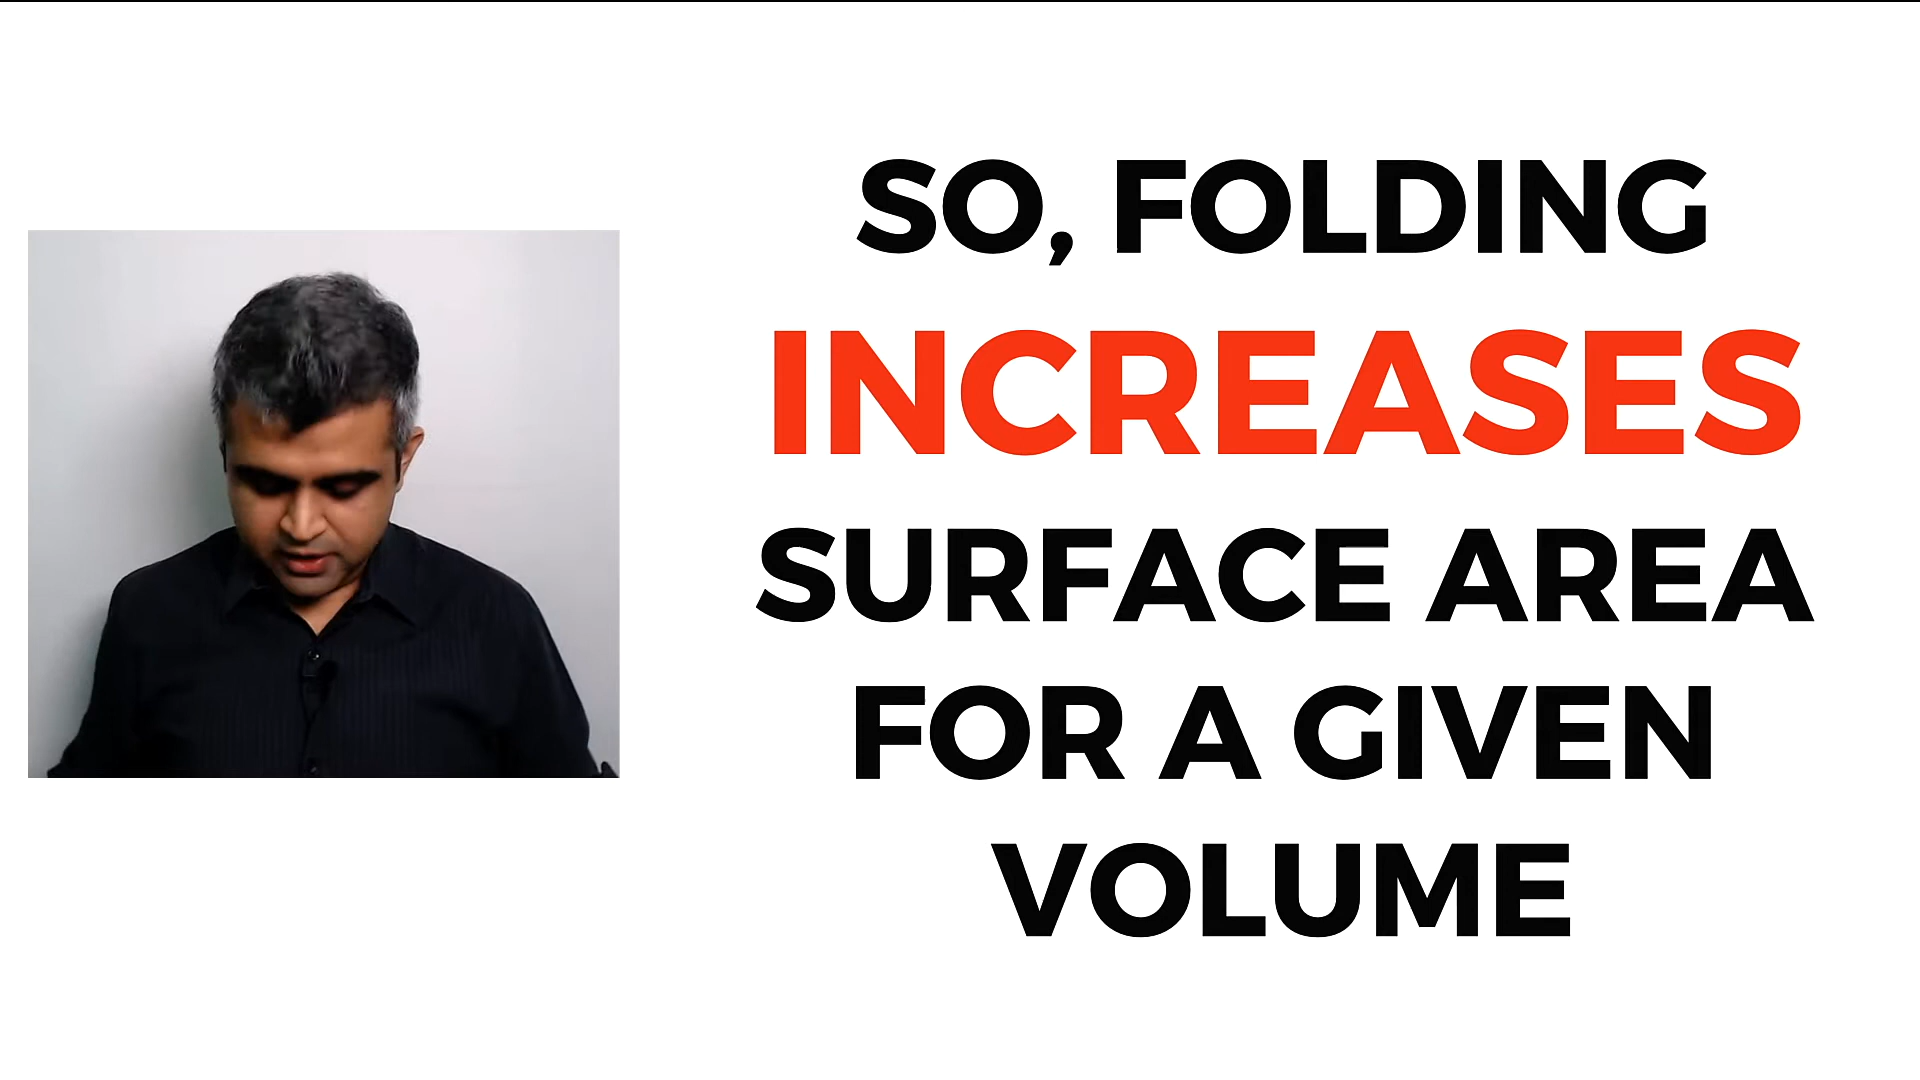 SO, FOLDING
INCREASES
SURFACE AREA
FOR A GIVEN
VOLUME